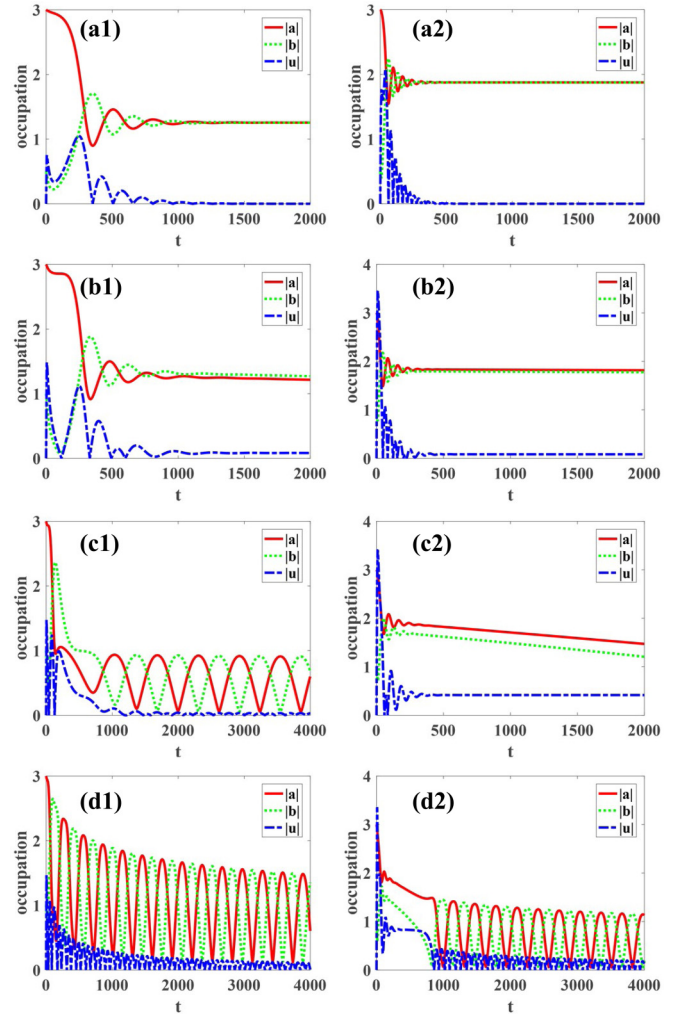 (a1)
|a|
|b|
|u|
occupation
3
2
1
0
0 500 1000 1500 2000
t
(a2)
|a|
|b|
|u|
occupation
3
2
1
0
0 500 1000 1500 2000
t
(b1)
|a|
|b|
|u|
occupation
3
2
1
0
0 500 1000 1500 2000
t
(b2)
|a|
|b|
|u|
occupation
4
3
2
1
0
0 500 1000 1500 2000
t
(c1)
|a|
|b|
|u|
occupation
3
2
1
0
0 1000 2000 3000 4000
t
(c2)
|a|
|b|
|u|
occupation
4
3
2
1
0
0 500 1000 1500 2000
t
(d1)
|a|
|b|
|u|
occupation
3
2
1
0
0 1000 2000 3000 4000
t
(d2)
|a|
|b|
|u|
occupation
4
3
2
1
0
0 1000 2000 3000 4000
t